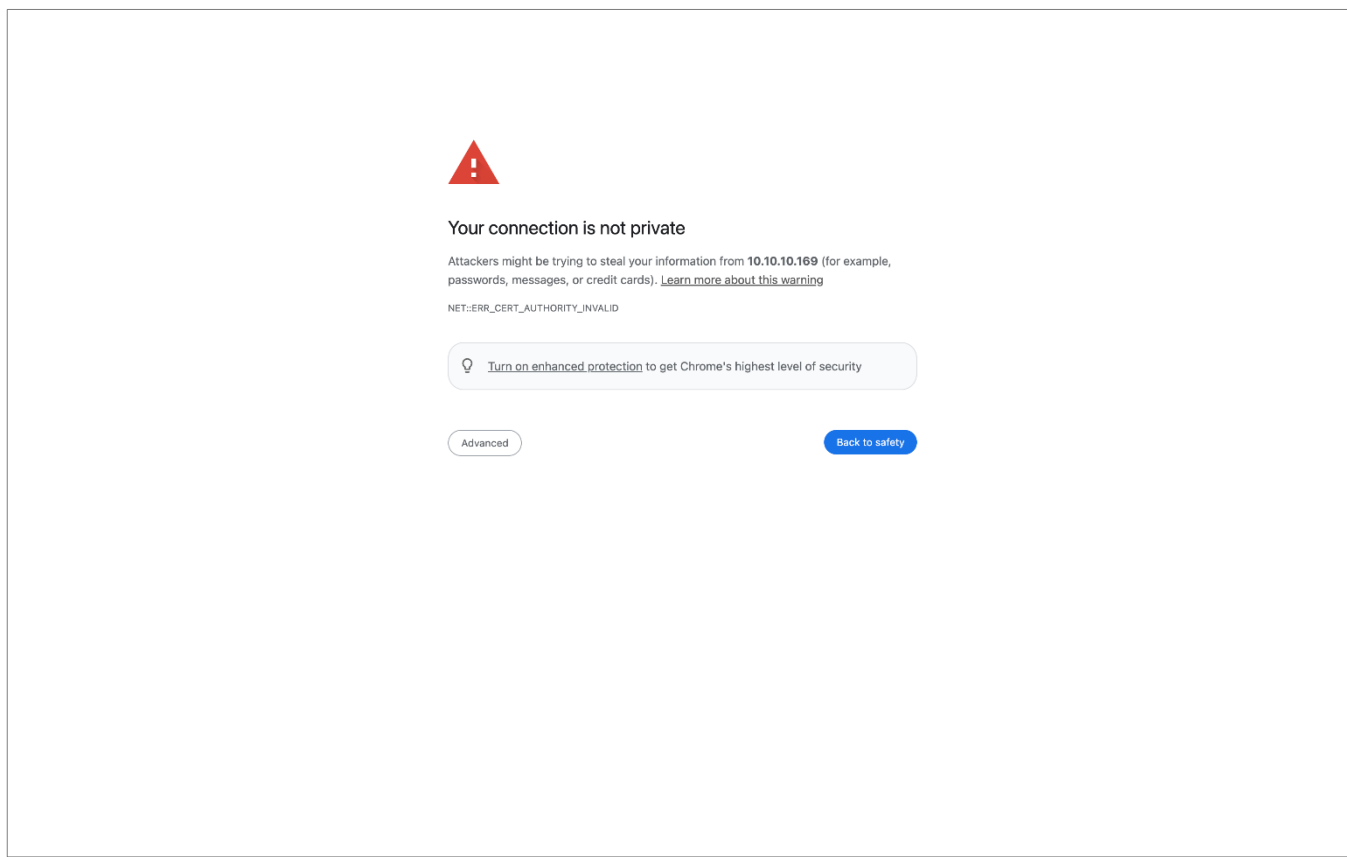 Your connection is not private
Attackers might be trying to steal your information from 10.10.10.169 (for example,
passwords, messages, or credit cards). Learn more about this warning
NET::ERR_CERT_AUTHORITY_INVALID
Turn on enhanced protection to get Chrome's highest level of security
Advanced
Back to safety